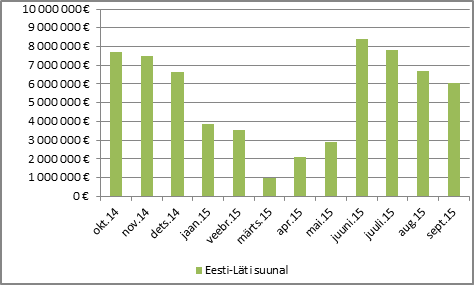 10 000 000 €
9 000 000 €
8 000 000 €
7 000 000 €
6 000 000 €
5 000 000 €
4 000 000 €
3 000 000 €
2 000 000 €
1 000 000 €
0 €
okt.14
nov.14
dets.14
jaan.15
veebr.15
märts.15
apr.15
mai.15
juuni.15
juuli.15
aug.15
sept.15
Eesti-Läti suunal